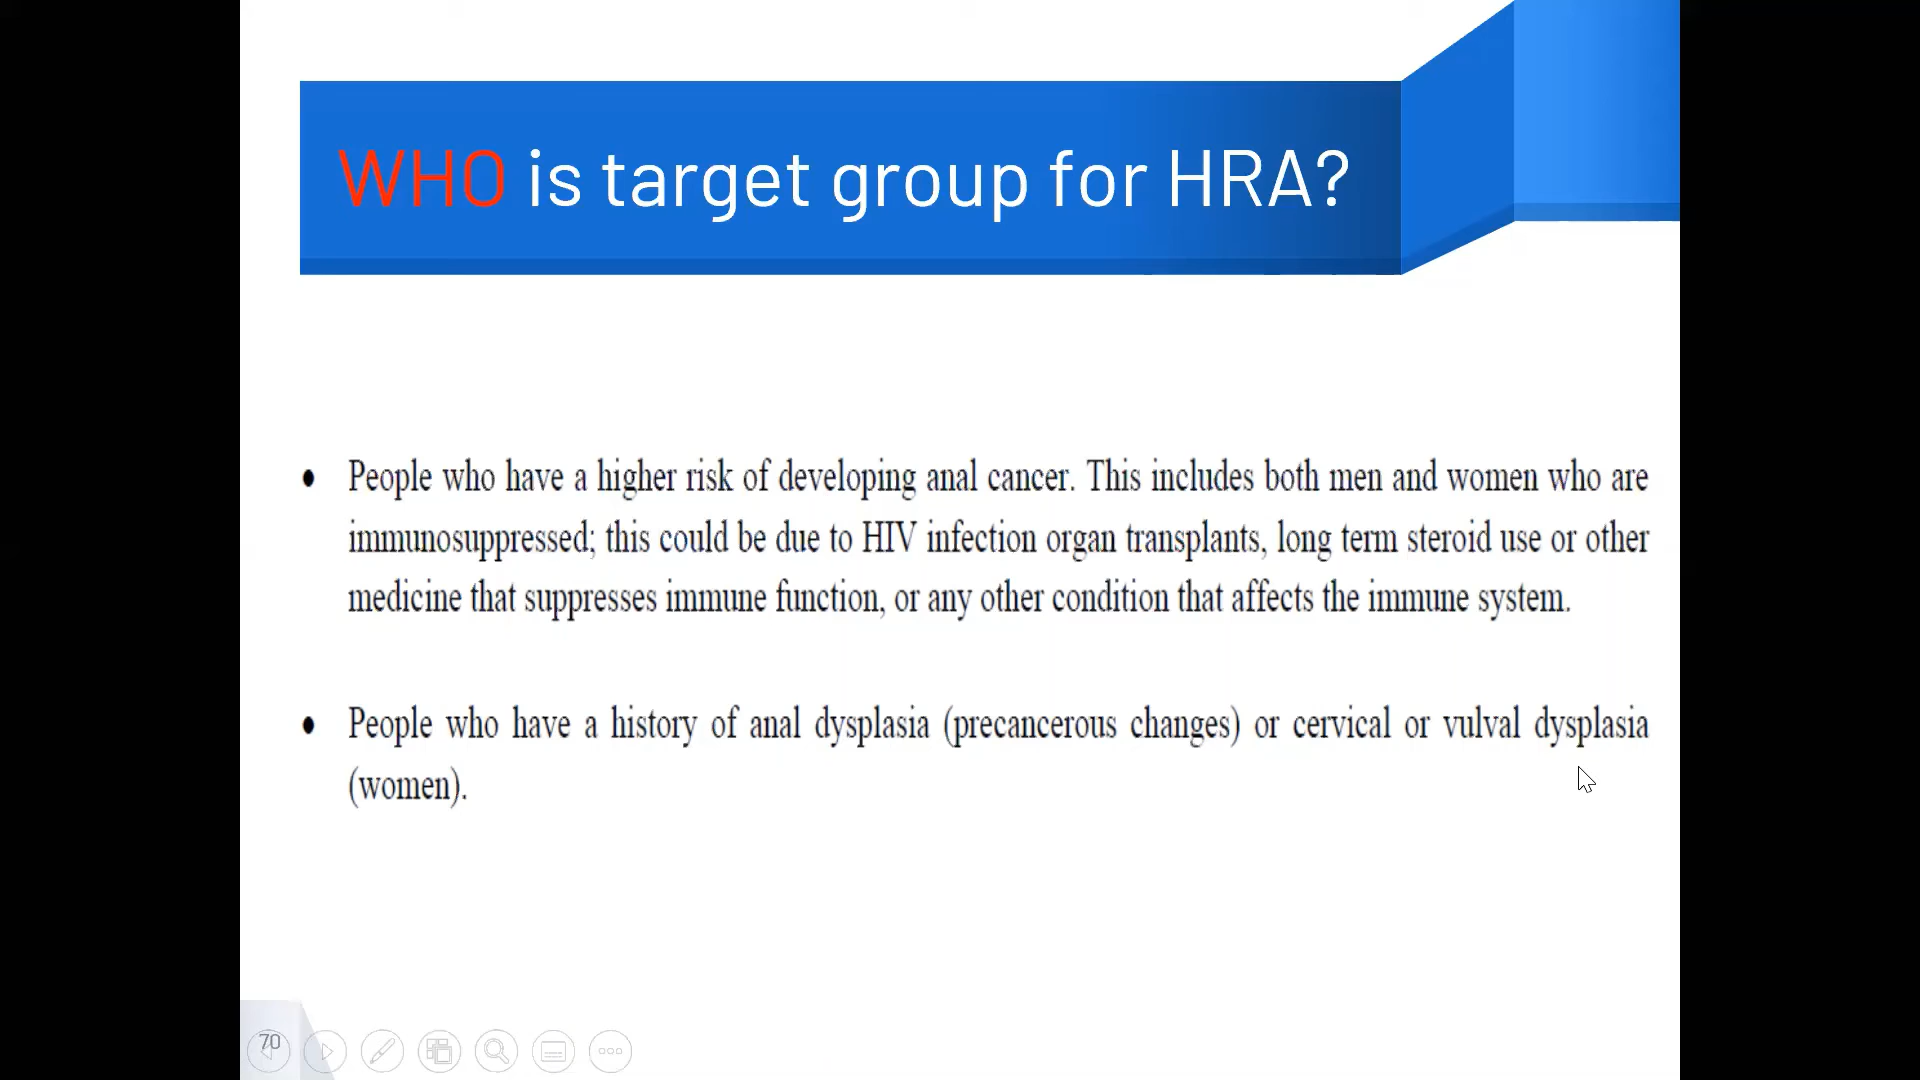 WHO is target group for HRA?
• People who have a higher risk of developing anal cancer. This includes both men and women who are
immunosuppressed; this could be due to HIV infection organ transplants, long term steroid use or other
medicine that suppresses immune function, or any other condition that affects the immune system.
• People who have a history of anal dysplasia (precancerous changes) or cervical or vulval dysplasia
(women).
70